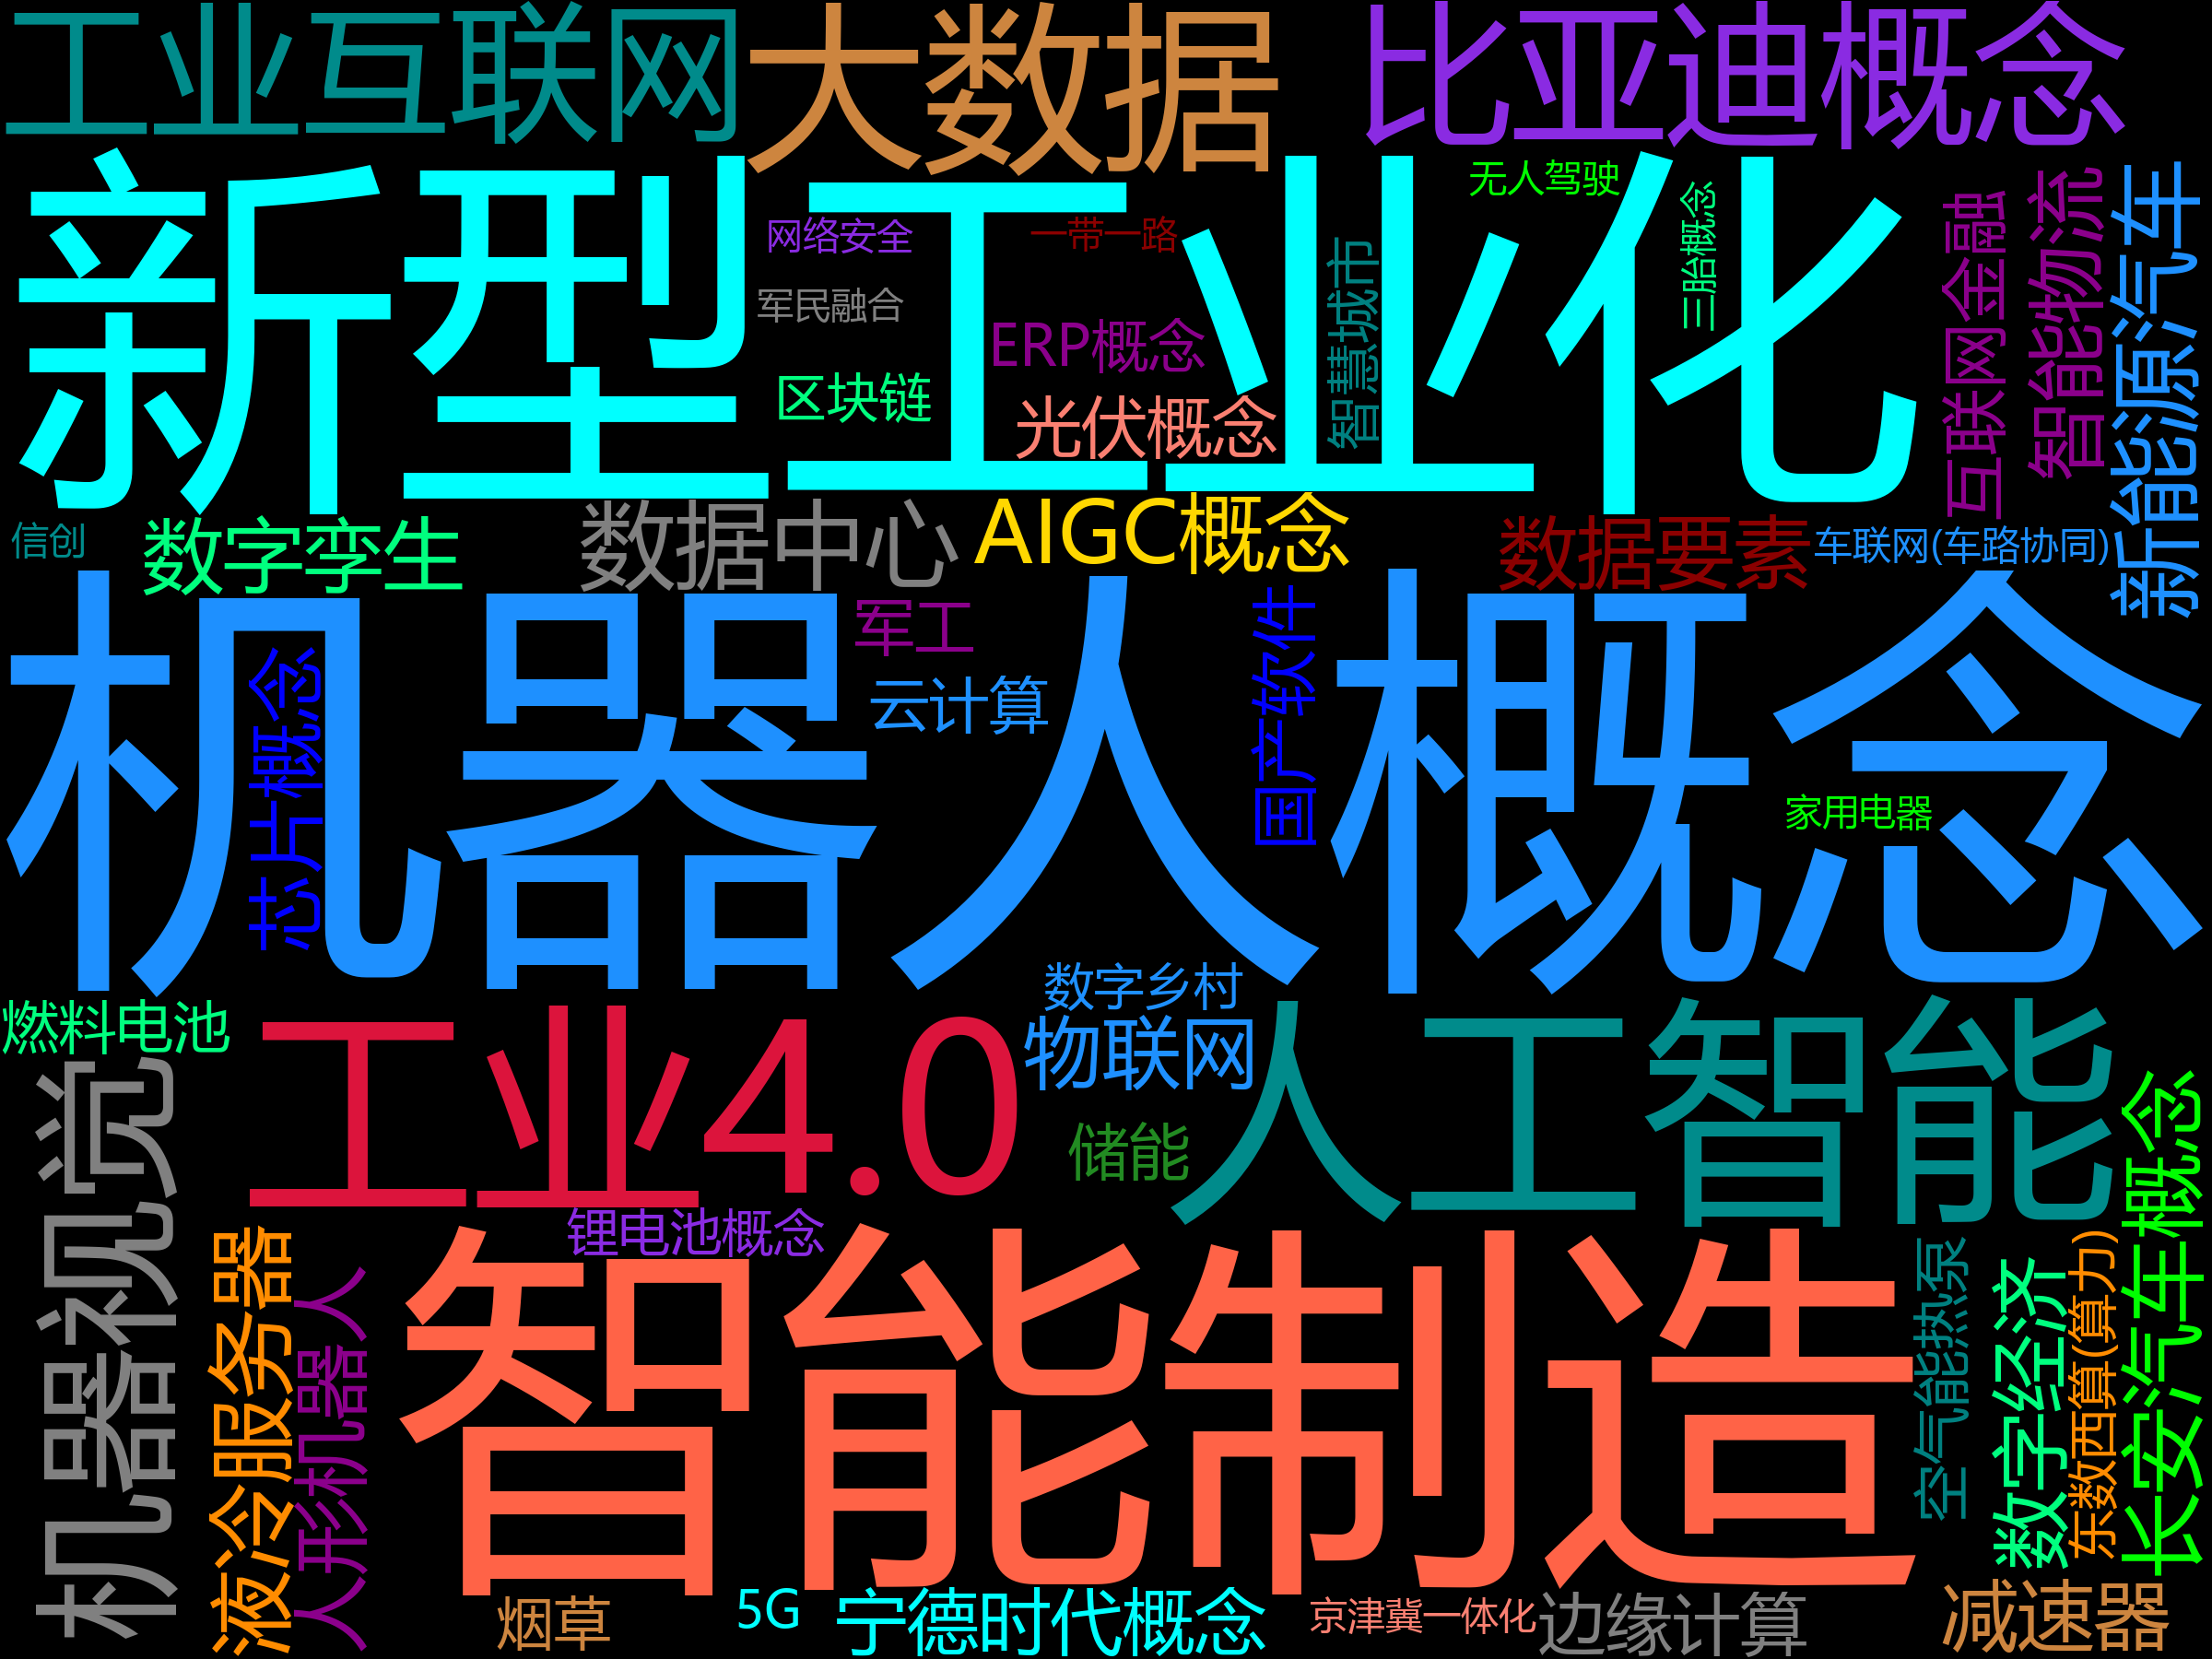 工业互联网
大数据
比亚迪概念
新型工业化
无人驾驶
三胎概念
网络安全
一带一路
智慧城市
互联网金融
智能物流
新能源汽车
军民融合
ERP概念
区块链
光伏概念
信创
数字孪生
数据中心
AIGC概念
数据要素
车联网(车路协同)
机器人概念
芯片概念
军工
云计算
国产软件
家用电器
燃料电池
数字乡村
工业4.0
物联网
人工智能
储能
机器视觉
锂电池概念
长安汽车概念
液冷服务器
人形机器人
智能制造
空气能热泵
数字经济
东数西算(算力)
烟草
5G
宁德时代概念
京津冀一体化
边缘计算
减速器